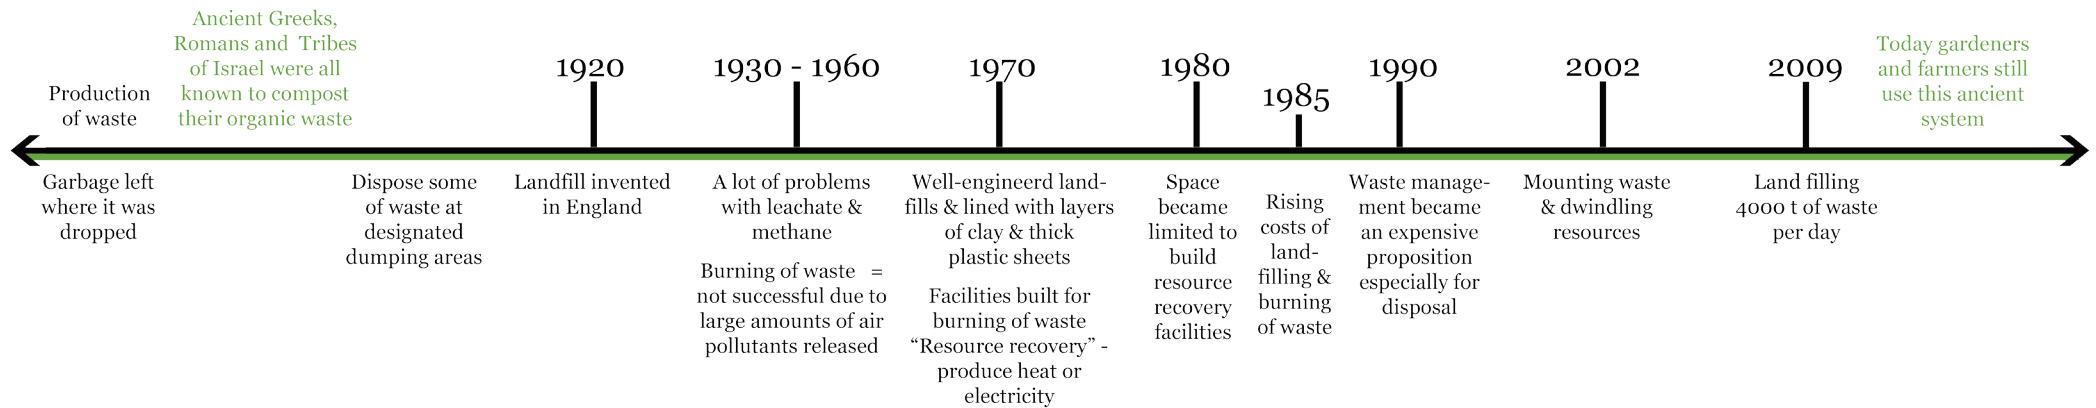 Production
of waste
Garbage left
where it was
dropped
Ancient Greeks,
Romans and Tribes
of Israel were all
known to compost
their organic waste
Dispose some
of waste at
designated
dumping areas
1920
Landfill invented
in England
1930 - 1960
A lot of problems
with leachate &
methane
Burning of waste =
not successful due to
large amounts of air
pollutants released
1970
Well-engineerd land-
fills & lined with layers
of clay & thick
plastic sheets
Facilities built for
burning of waste
“Resource recovery” -
produce heat or
electricity
1980
Space
became
limited to
build
resource
recovery
facilities
1985
Rising
costs of
land-
filling &
burning
of waste
1990
Waste manage-
ment became
an expensive
proposition
especially for
disposal
2002
Mounting waste
& dwindling
resources
2009
Land filling
4000 t of waste
per day
Today gardeners
and farmers still
use this ancient
system